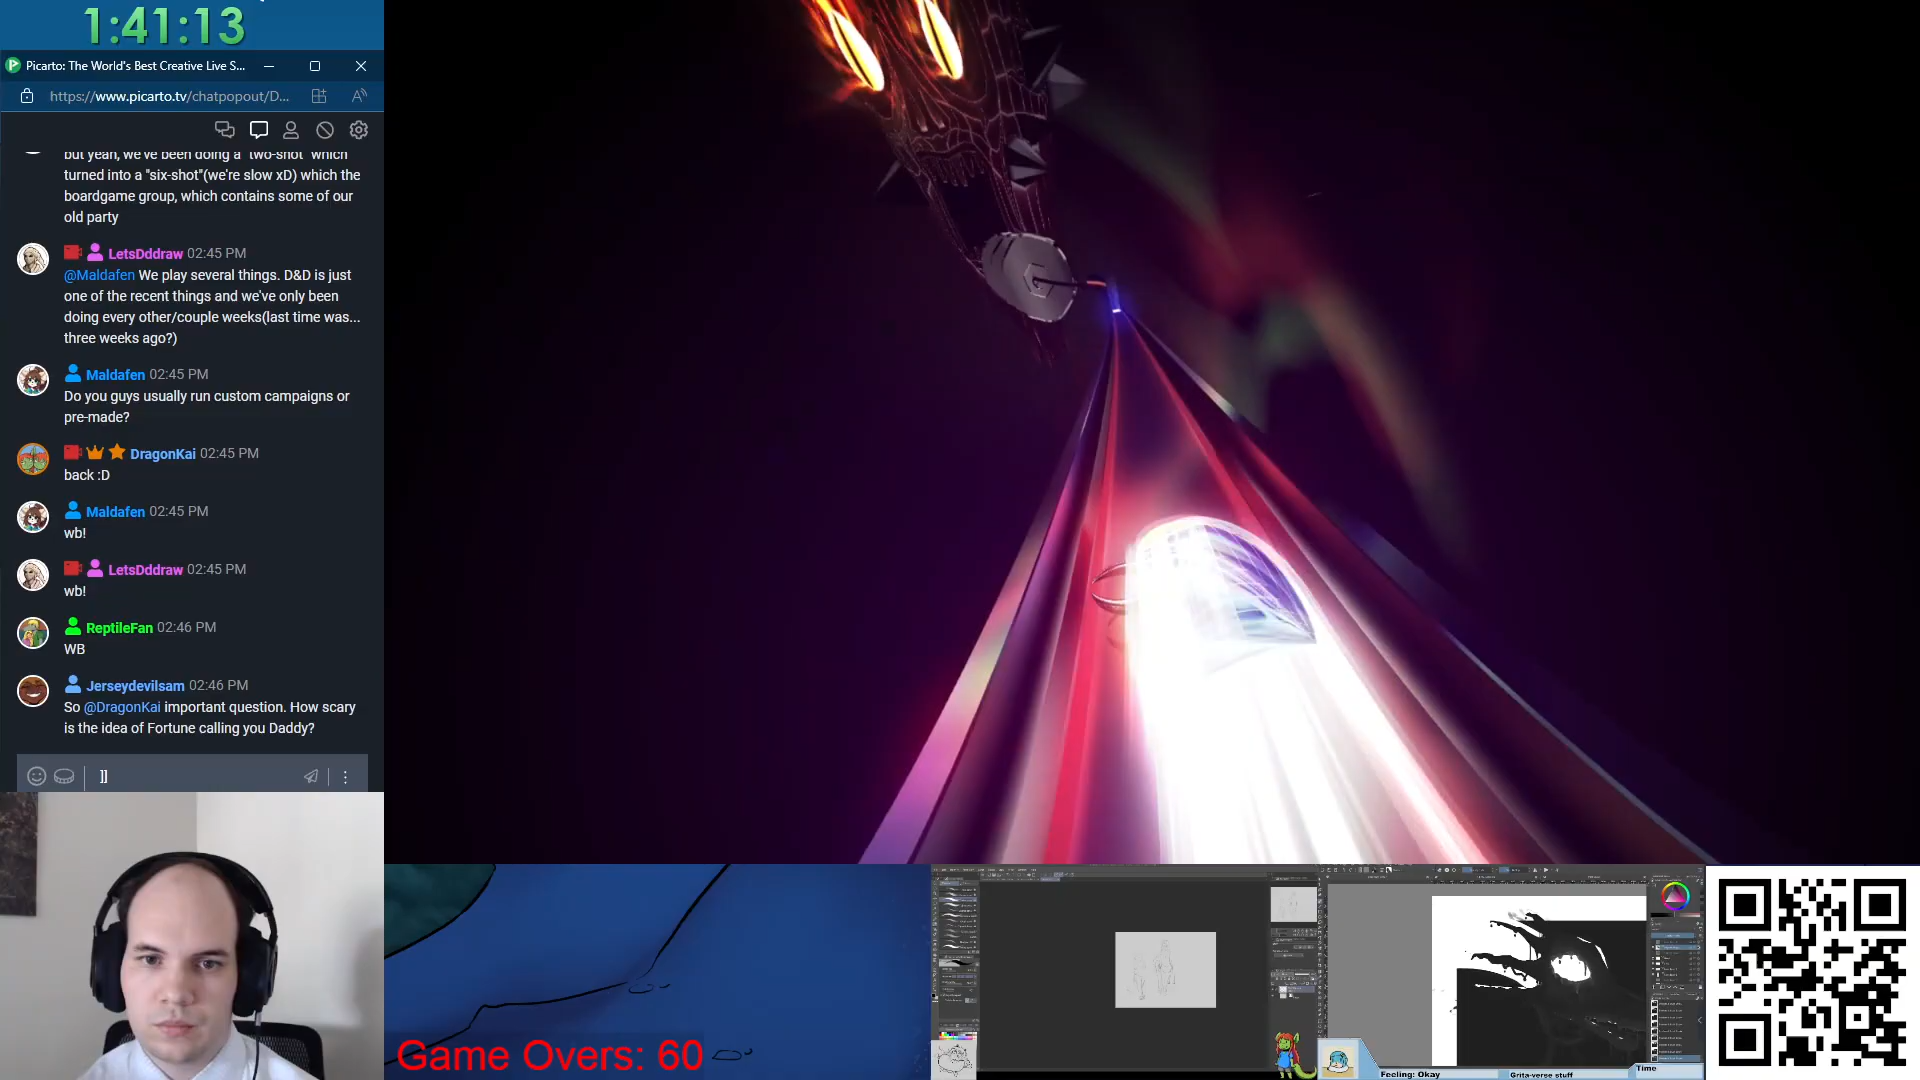 1:41:13
Picarto: The World's Best Creative Live S...
https://www.picarto.tv/chatpopout/D...
but yeah, we've been doing a "two-shot" which
turned into a "six-shot"(we're slow xD) which the
boardgame group, which contains some of our
old party
LetsDddraw 02:45 PM
@Maldafen We play several things. D&D is just
one of the recent things and we've only been
doing every other/couple weeks(last time was...
three weeks ago?)
Maldafen 02:45 PM
Do you guys usually run custom campaigns or
pre-made?
DragonKai 02:45 PM
back :D
Maldafen 02:45 PM
wb!
LetsDddraw 02:45 PM
wb!
ReptileFan 02:46 PM
WB
Jerseydevilsam 02:46 PM
So @DragonKai important question. How scary
is the idea of Fortune calling you Daddy?
]]
Game Overs: 60
Feeling: Okay
Grita-verse stuff
Time